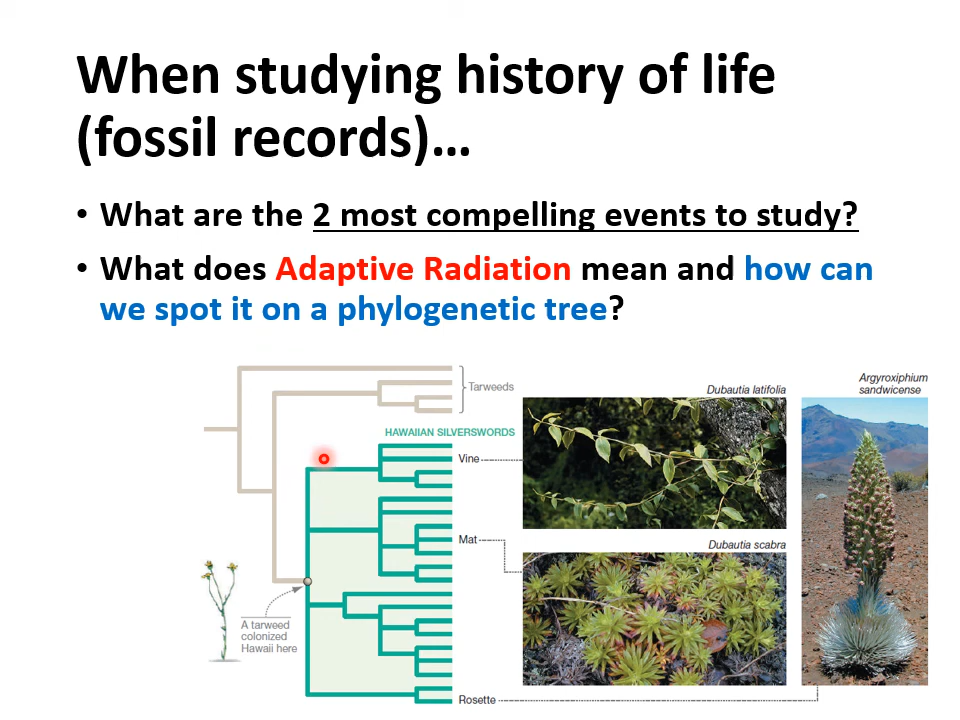 When studying history of life
(fossil records)…
• What are the 2 most compelling events to study?
• What does Adaptive Radiation mean and how can
we spot it on a phylogenetic tree?
Tarweeds
HAWAIIAN SILVERSWORDS
Vine
Mat
A tarweed
colonized
Hawaii here
Rosette
Dubautia latifolia
Dubautia scabra
Argyroxiphium
sandwicense